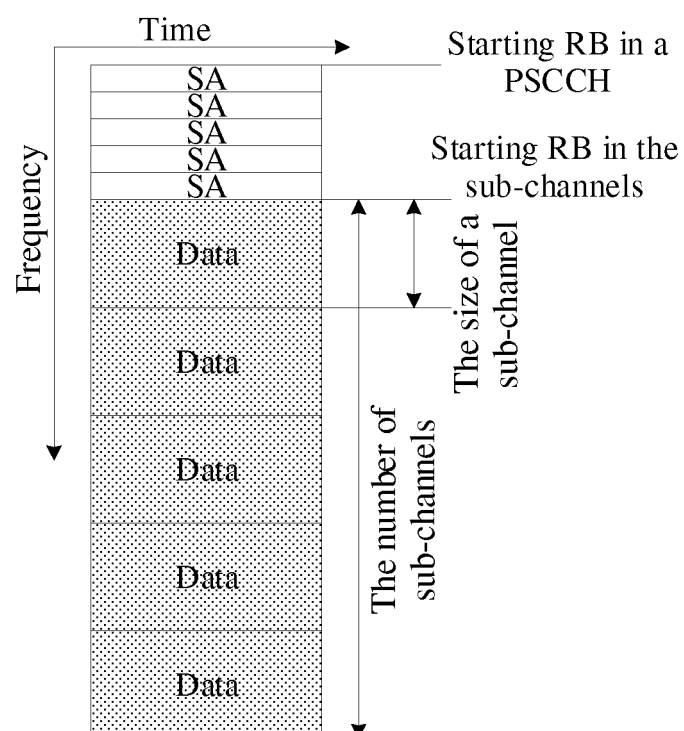 Time
Starting RB in a
PSCCH
SA
SA
SA
SA
SA
Starting RB in the
sub-channels
Frequency
Data
Data
Data
Data
Data
The size of a
sub-channel
The number of
sub-channels